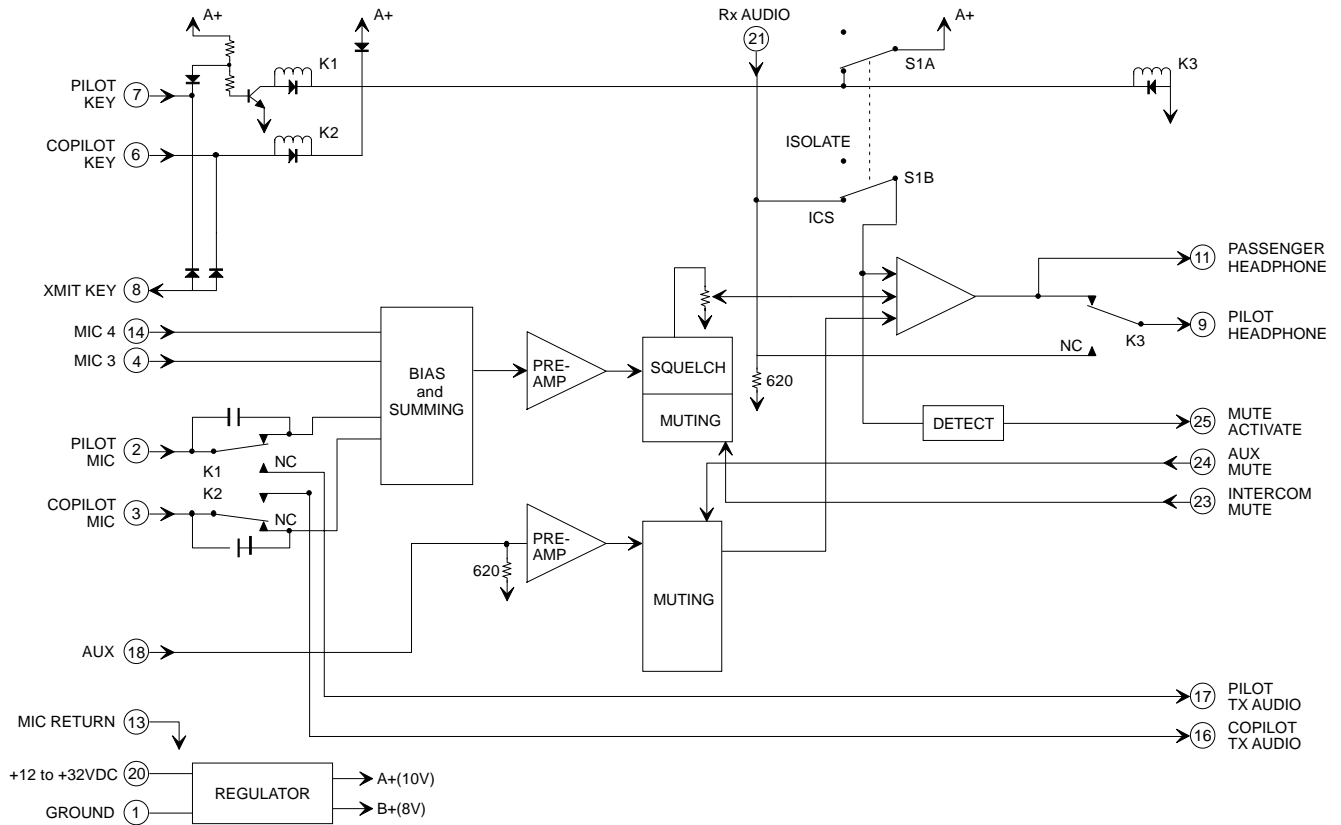 A+
A+
Rx AUDIO
21
A+
K1
S1A
K3
PILOT
KEY
7
K2
COPILOT
KEY
6
ISOLATE
S1B
ICS
XMIT KEY
8
11
PASSENGER
HEADPHONE
9
PILOT
HEADPHONE
K3
NC
MIC 4
14
MIC 3
4
BIAS
and
SUMMING
PRE-
AMP
SQUELCH
MUTING
620
DETECT
25
MUTE
ACTIVATE
24
AUX
MUTE
23
INTERCOM
MUTE
PILOT
MIC
2
K1
NC
K2
COPILOT
MIC
3
NC
PRE-
AMP
620
MUTING
AUX
18
17
PILOT
TX AUDIO
16
COPILOT
TX AUDIO
MIC RETURN
13
+12 to +32VDC
20
REGULATOR
A+(10V)
B+(8V)
GROUND
1